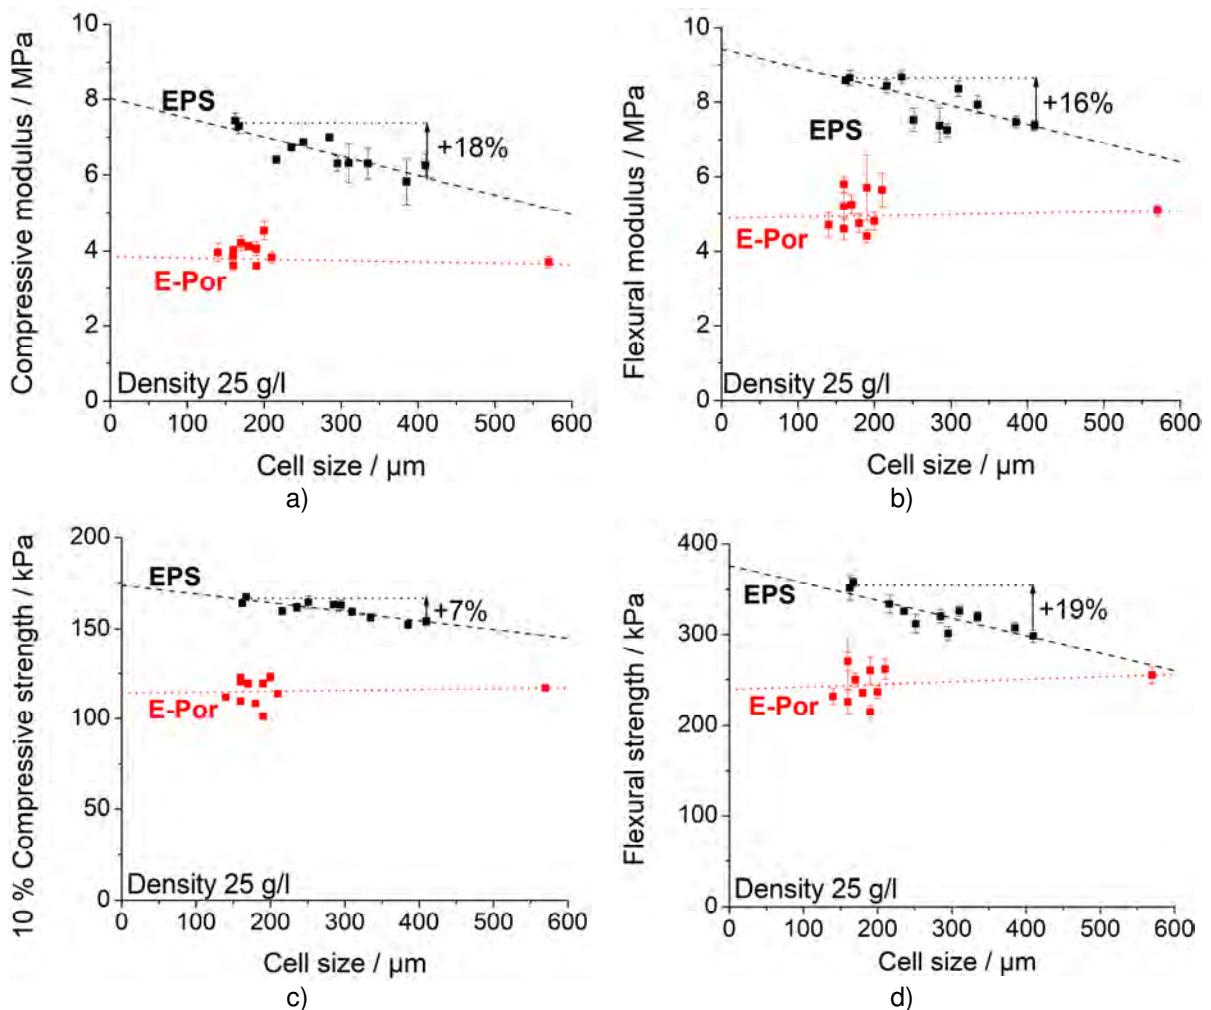 Compressive modulus / MPa
10
8
6
4
2
0
EPS
+18%
E-Por
Density 25 g/l
0 100 200 300 400 500 600
Cell size / µm
a)
Flexural modulus / MPa
10
8
6
4
2
0
+16%
EPS
E-Por
Density 25 g/l
0 100 200 300 400 500 600
Cell size / µm
b)
10 % Compressive strength / kPa
200
150
100
50
0
EPS
+7%
E-Por
Density 25 g/l
0 100 200 300 400 500 600
Cell size / µm
c)
Flexural strength / kPa
400
300
200
100
0
EPS
+19%
E-Por
Density 25 g/l
0 100 200 300 400 500 600
Cell size / µm
d)